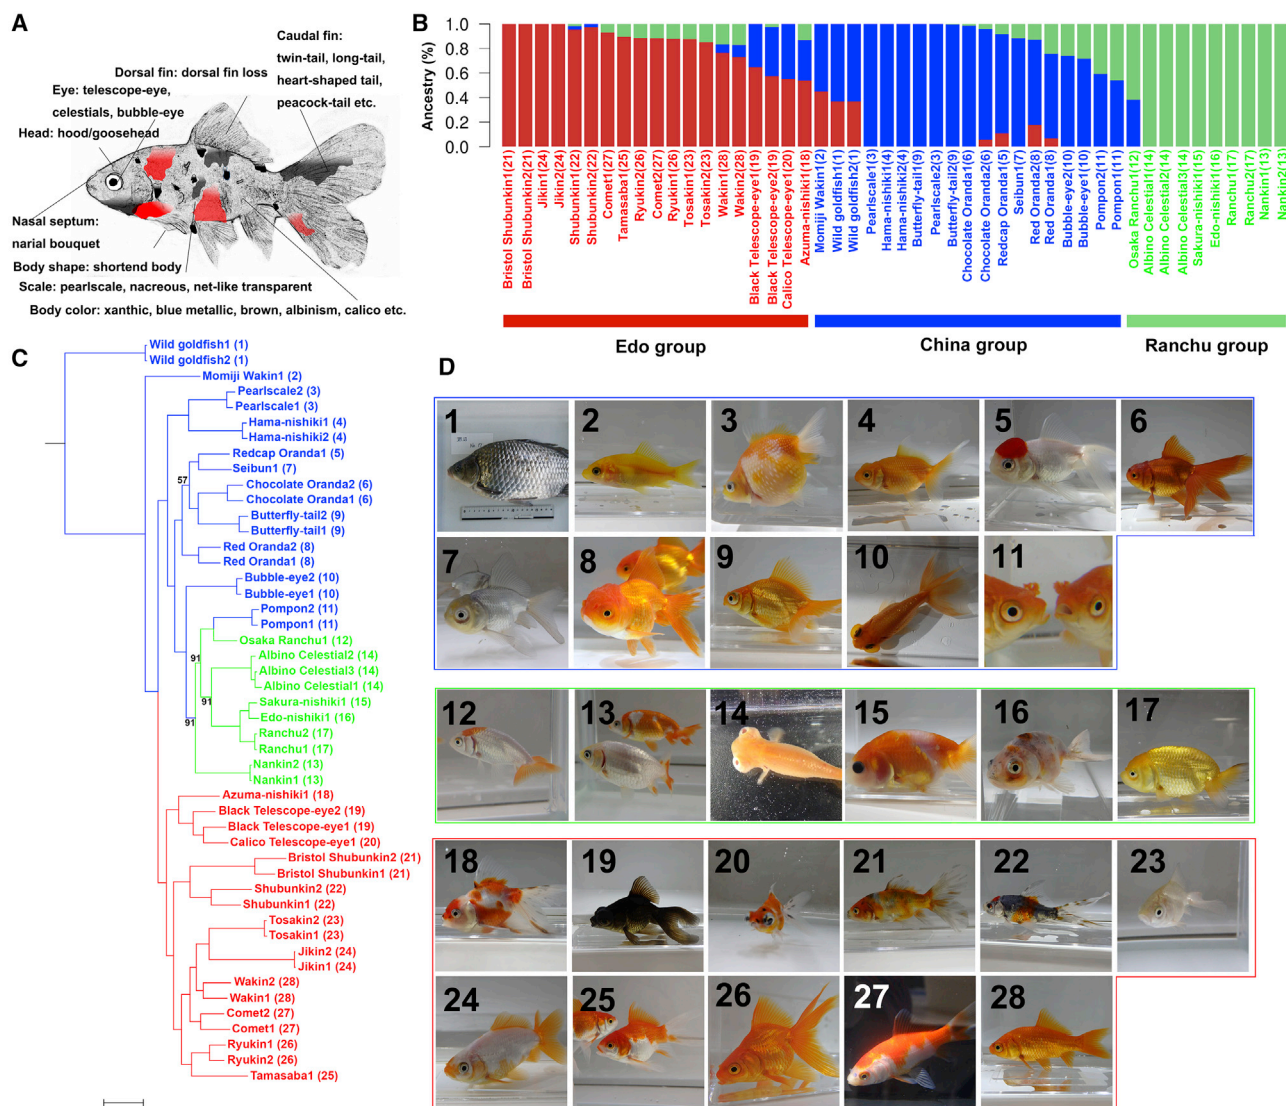 A
Caudal fin:
twin-tail, long-tail,
heart-shaped tail,
peacock-tail etc.
Dorsal fin: dorsal fin loss
Eye: telescope-eye,
celestials, bubble-eye
Head: hood/goosehead
Nasal septum:
narial bouquet
Body shape: shortend body
Scale: pearlscale, nacreous, net-like transparent
Body color: xanthic, blue metallic, brown, albinism, calico etc.
B
Ancestry (%)
1.0
0.8
0.6
0.4
0.2
0.0
Bristol Shubunkin1(21)
Bristol Shubunkin2(21)
Jikin1(24)
Jikin2(24)
Shubunkin1(22)
Shubunkin2(22)
Comet1(27)
Tamasaba1(25)
Ryukin2(26)
Comet2(27)
Ryukin1(26)
Tosakin1(23)
Tosakin2(23)
Wakin1(28)
Wakin2(28)
Black Telescope-eye1(19)
Black Telescope-eye2(19)
Calico Telescope-eye1(20)
Azuma-nishiki1(18)
Momiji Wakin1(2)
Wild goldfish1(1)
Wild goldfish2(1)
Pearlscale1(3)
Hama-nishiki1(4)
Hama-nishiki2(4)
Butterfly-tail1(9)
Pearlscale2(3)
Butterfly-tail2(9)
Chocolate Oranda1(6)
Chocolate Oranda2(6)
Redcap Oranda1(5)
Seibun1(7)
Red Oranda2(8)
Red Oranda1(8)
Bubble-eye2(10)
Bubble-eye1(10)
Pompon2(11)
Pompon1(11)
Osaka Ranchu1(12)
Albino Celestial1(14)
Albino Celestial2(14)
Albino Celestial3(14)
Sakura-nishiki1(15)
Edo-nishiki1(16)
Ranchu1(17)
Ranchu2(17)
Nankin1(13)
Nankin2(13)
Edo group
China group
Ranchu group
C
Wild goldfish1 (1)
Wild goldfish2 (1)
Momiji Wakin1 (2)
Pearlscale2 (3)
Pearlscale1 (3)
Hama-nishiki1 (4)
Hama-nishiki2 (4)
Redcap Oranda1 (5)
Seibun1 (7)
57
Chocolate Oranda2 (6)
Chocolate Oranda1 (6)
Butterfly-tail2 (9)
Butterfly-tail1 (9)
Red Oranda2 (8)
Red Oranda1 (8)
Bubble-eye2 (10)
Bubble-eye1 (10)
Pompon2 (11)
Pompon1 (11)
Osaka Ranchu1 (12)
91
Albino Celestial2 (14)
Albino Celestial3 (14)
Albino Celestial1 (14)
91
Sakura-nishiki1 (15)
Edo-nishiki1 (16)
91
Ranchu2 (17)
Ranchu1 (17)
Nankin2 (13)
Nankin1 (13)
Azuma-nishiki1 (18)
Black Telescope-eye2 (19)
Black Telescope-eye1 (19)
Calico Telescope-eye1 (20)
Bristol Shubunkin2 (21)
Bristol Shubunkin1 (21)
Shubunkin2 (22)
Shubunkin1 (22)
Tosakin2 (23)
Tosakin1 (23)
Jikin2 (24)
Jikin1 (24)
Wakin2 (28)
Wakin1 (28)
Comet2 (27)
Comet1 (27)
Ryukin1 (26)
Ryukin2 (26)
Tamasaba1 (25)
D
1 2 3 4 5 6
7 8 9 10 11
12 13 14 15 16 17
18 19 20 21 22 23
24 25 26 27 28